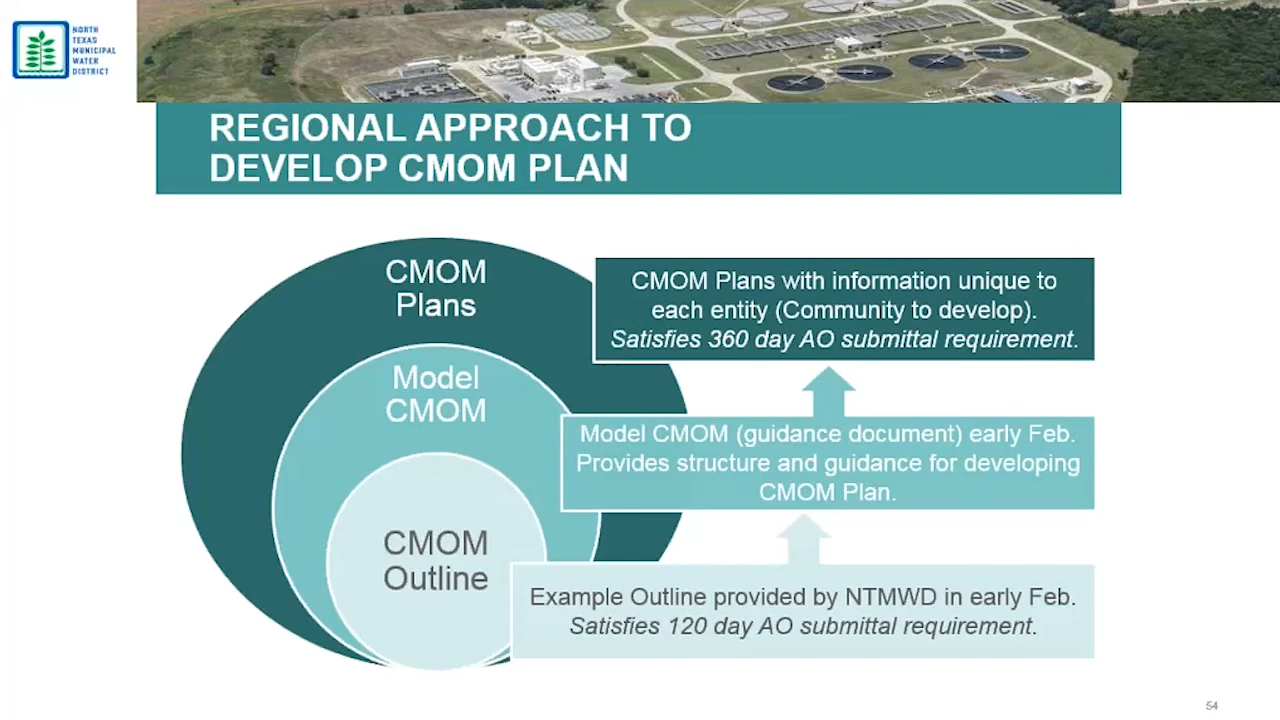 NORTH
TEXAS
MUNICIPAL
WATER
DISTRICT
REGIONAL APPROACH TO
DEVELOP CMOM PLAN
CMOM
Plans
CMOM Plans with information unique to
each entity (Community to develop).
Satisfies 360 day AO submittal requirement.
Model
CMOM
Model CMOM (guidance document) early Feb.
Provides structure and guidance for developing
CMOM Plan.
CMOM
Outline
Example Outline provided by NTMWD in early Feb.
Satisfies 120 day AO submittal requirement.
54